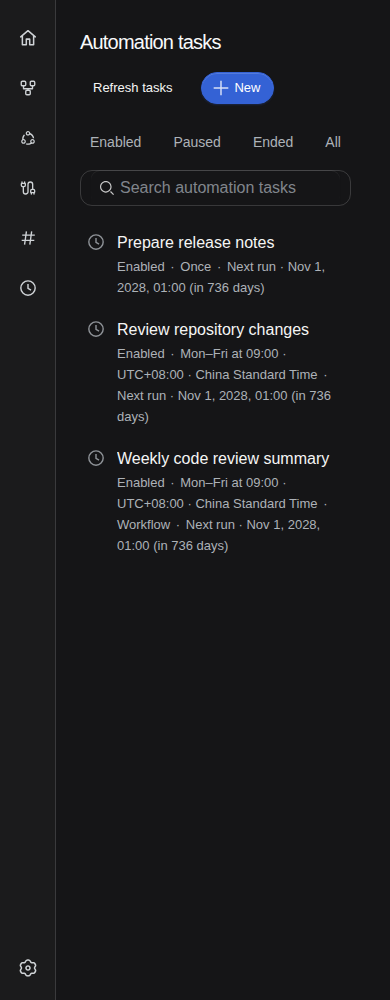 Automation tasks
Refresh tasks
New
Enabled Paused Ended All
Search automation tasks
Prepare release notes
Enabled · Once · Next run · Nov 1,
2028, 01:00 (in 736 days)
Review repository changes
Enabled · Mon–Fri at 09:00 ·
UTC+08:00 · China Standard Time ·
Next run · Nov 1, 2028, 01:00 (in 736
days)
Weekly code review summary
Enabled · Mon–Fri at 09:00 ·
UTC+08:00 · China Standard Time ·
Workflow · Next run · Nov 1, 2028,
01:00 (in 736 days)